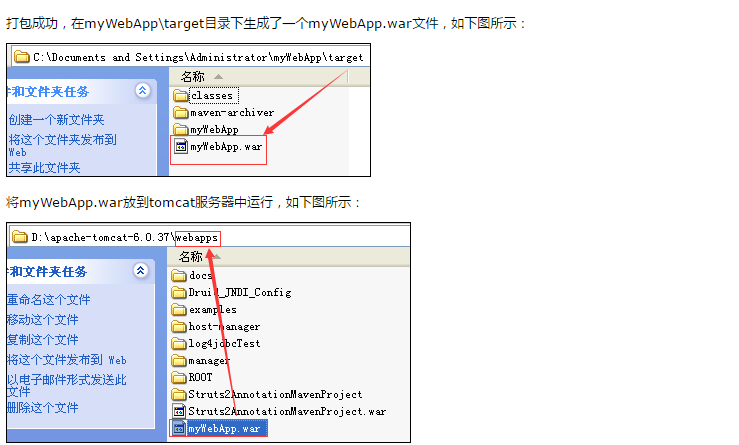 打包成功，在myWebApp\target目录下生成了一个myWebApp.war文件，如下图所示：
C:\Documents and Settings\Administrator\myWebApp\target
名称
件和文件夹任务
classes
maven-archiver
创建一个新文件夹
myWebApp
将这个文件夹发布到
Web
myWebApp.war
共享此文件夹
将myWebApp.war放到tomcat服务器中运行，如下图所示：
D:\apache-tomcat-6.0.37\webapps
名称
件和文件夹任务
docs
Druid_JNDI_Config
重命名这个文件
examples
移动这个文件
host-manager
复制这个文件
log4jdbcTest
将这个文件发布到 Web
manager
以电子邮件形式发送此
文件
ROOT
删除这个文件
Struts2AnnotationMavenProject
Struts2AnnotationMavenProject.war
myWebApp.war